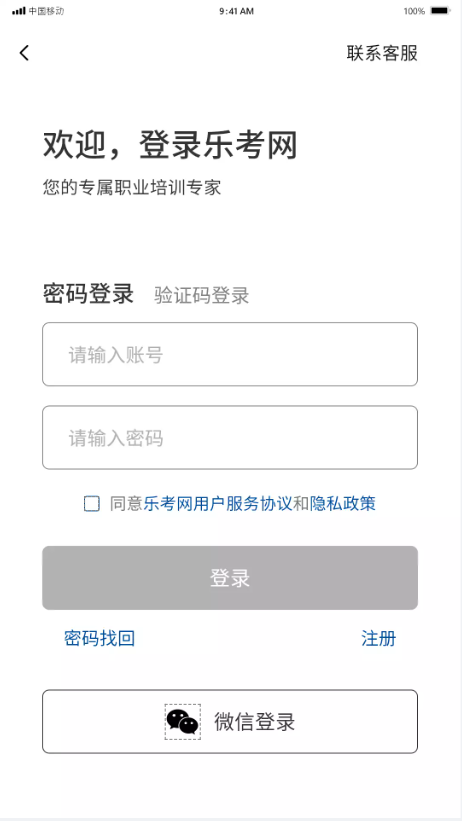 中国移动 9:41 AM 100%
联系客服
欢迎，登录乐考网
您的专属职业培训专家
密码登录 验证码登录
请输入账号
请输入密码
同意乐考网用户服务协议和隐私政策
登录
密码找回 注册
微信登录